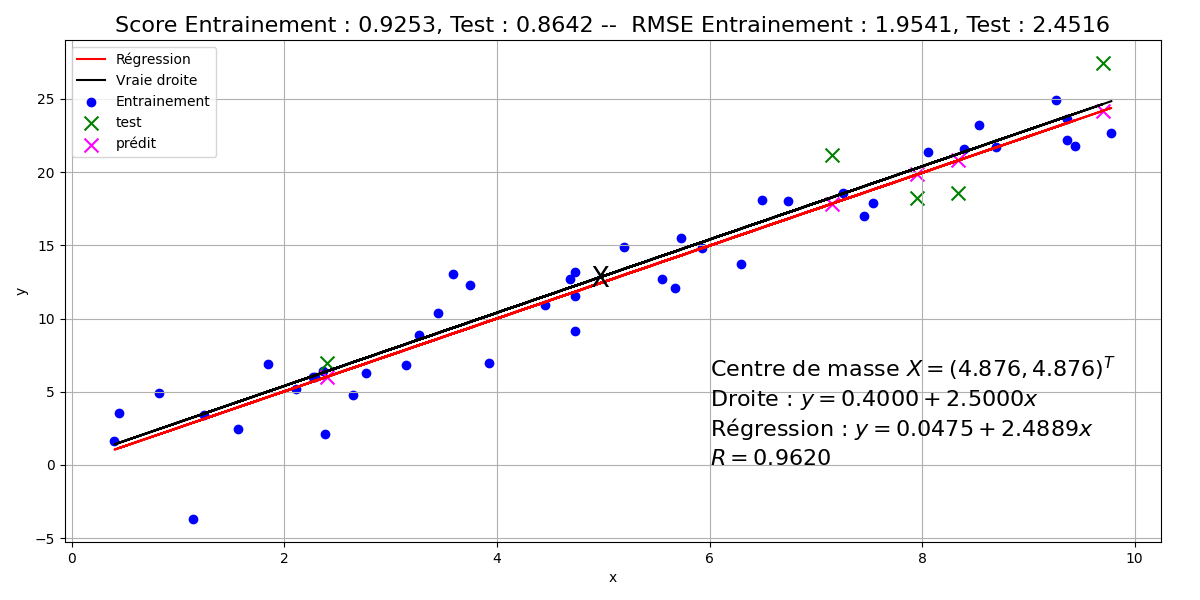 Score Entrainement : 0.9253, Test : 0.8642 --  RMSE Entrainement : 1.9541, Test : 2.4516
Régression
Vraie droite
Entrainement
test
prédit
25
20
15
10
5
0
−5
y
Centre de masse X = (4.876, 4.876)^T
Droite : y = 0.4000 + 2.5000x
Régression : y = 0.0475 + 2.4889x
R = 0.9620
0 2 4 6 8 10
x